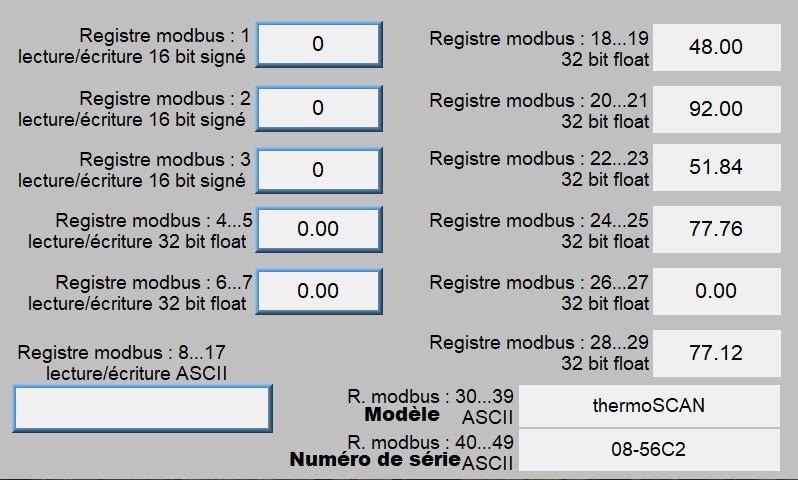 Registre modbus : 1
lecture/écriture 16 bit signé
0
Registre modbus : 2
lecture/écriture 16 bit signé
0
Registre modbus : 3
lecture/écriture 16 bit signé
0
Registre modbus : 4...5
lecture/écriture 32 bit float
0.00
Registre modbus : 6...7
lecture/écriture 32 bit float
0.00
Registre modbus : 8...17
lecture/écriture ASCII
Registre modbus : 18...19
32 bit float
48.00
Registre modbus : 20...21
32 bit float
92.00
Registre modbus : 22...23
32 bit float
51.84
Registre modbus : 24...25
32 bit float
77.76
Registre modbus : 26...27
32 bit float
0.00
Registre modbus : 28...29
32 bit float
77.12
R. modbus : 30...39
Modèle ASCII
thermoSCAN
R. modbus : 40...49
Numéro de série ASCII
08-56C2